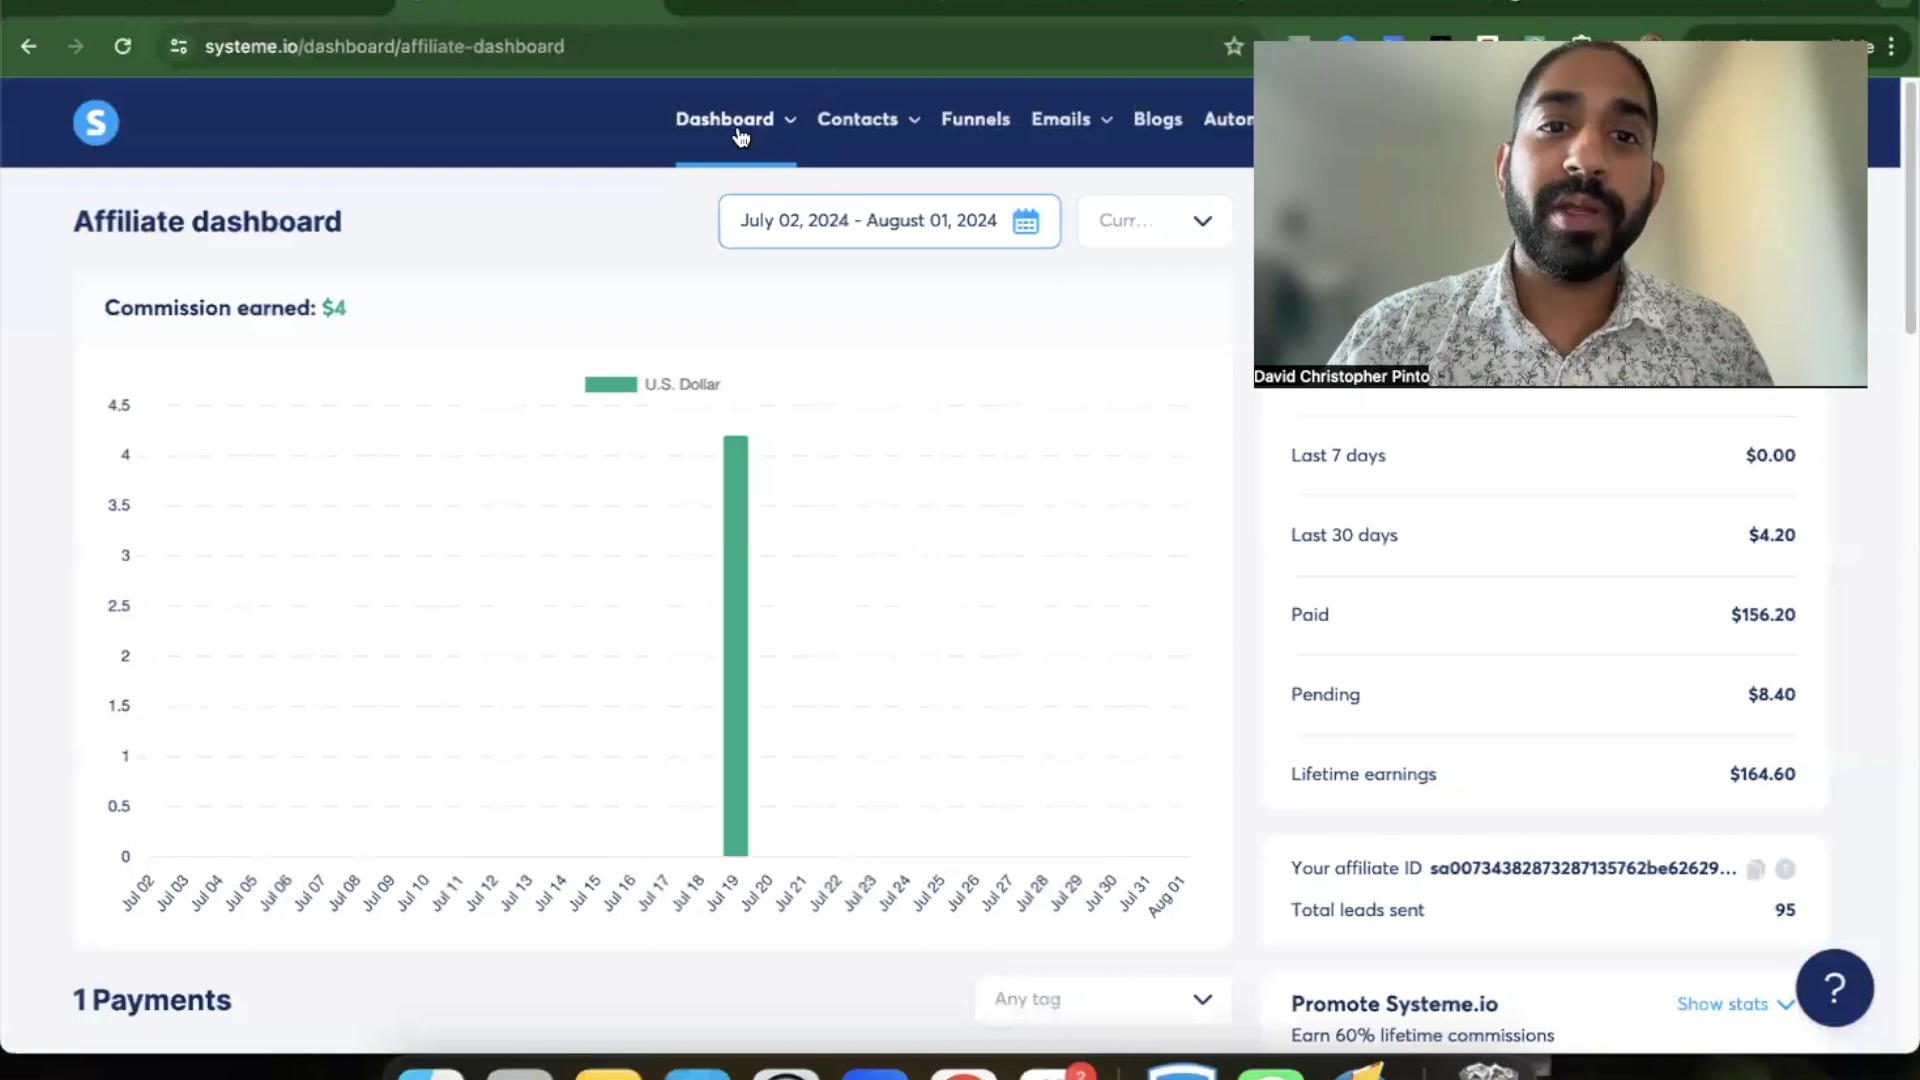 systeme.io/dashboard/affiliate-dashboard
e
S
Dashboard
Contacts
Funnels
Emails
Blogs
Autom
Affiliate dashboard
July 02, 2024 - August 01, 2024
Curr...
David Christopher Pinto
Commission earned: $4
U.S. Dollar
4.5
4
3.5
3
2.5
2
1.5
1
0.5
0
Jul 02
Jul 03
Jul 04
Jul 05
Jul 06
Jul 07
Jul 08
Jul 09
Jul 10
Jul 11
Jul 12
Jul 13
Jul 14
Jul 15
Jul 16
Jul 17
Jul 18
Jul 19
Jul 20
Jul 21
Jul 22
Jul 23
Jul 24
Jul 25
Jul 26
Jul 27
Jul 28
Jul 29
Jul 30
Jul 31
Aug 01
Last 7 days $0.00
Last 30 days $4.20
Paid $156.20
Pending $8.40
Lifetime earnings $164.60
Your affiliate ID sa00734382873287135762be62629...
Total leads sent 95
1 Payments
Any tag
Promote Systeme.io
Show stats
Earn 60% lifetime commissions
?
2